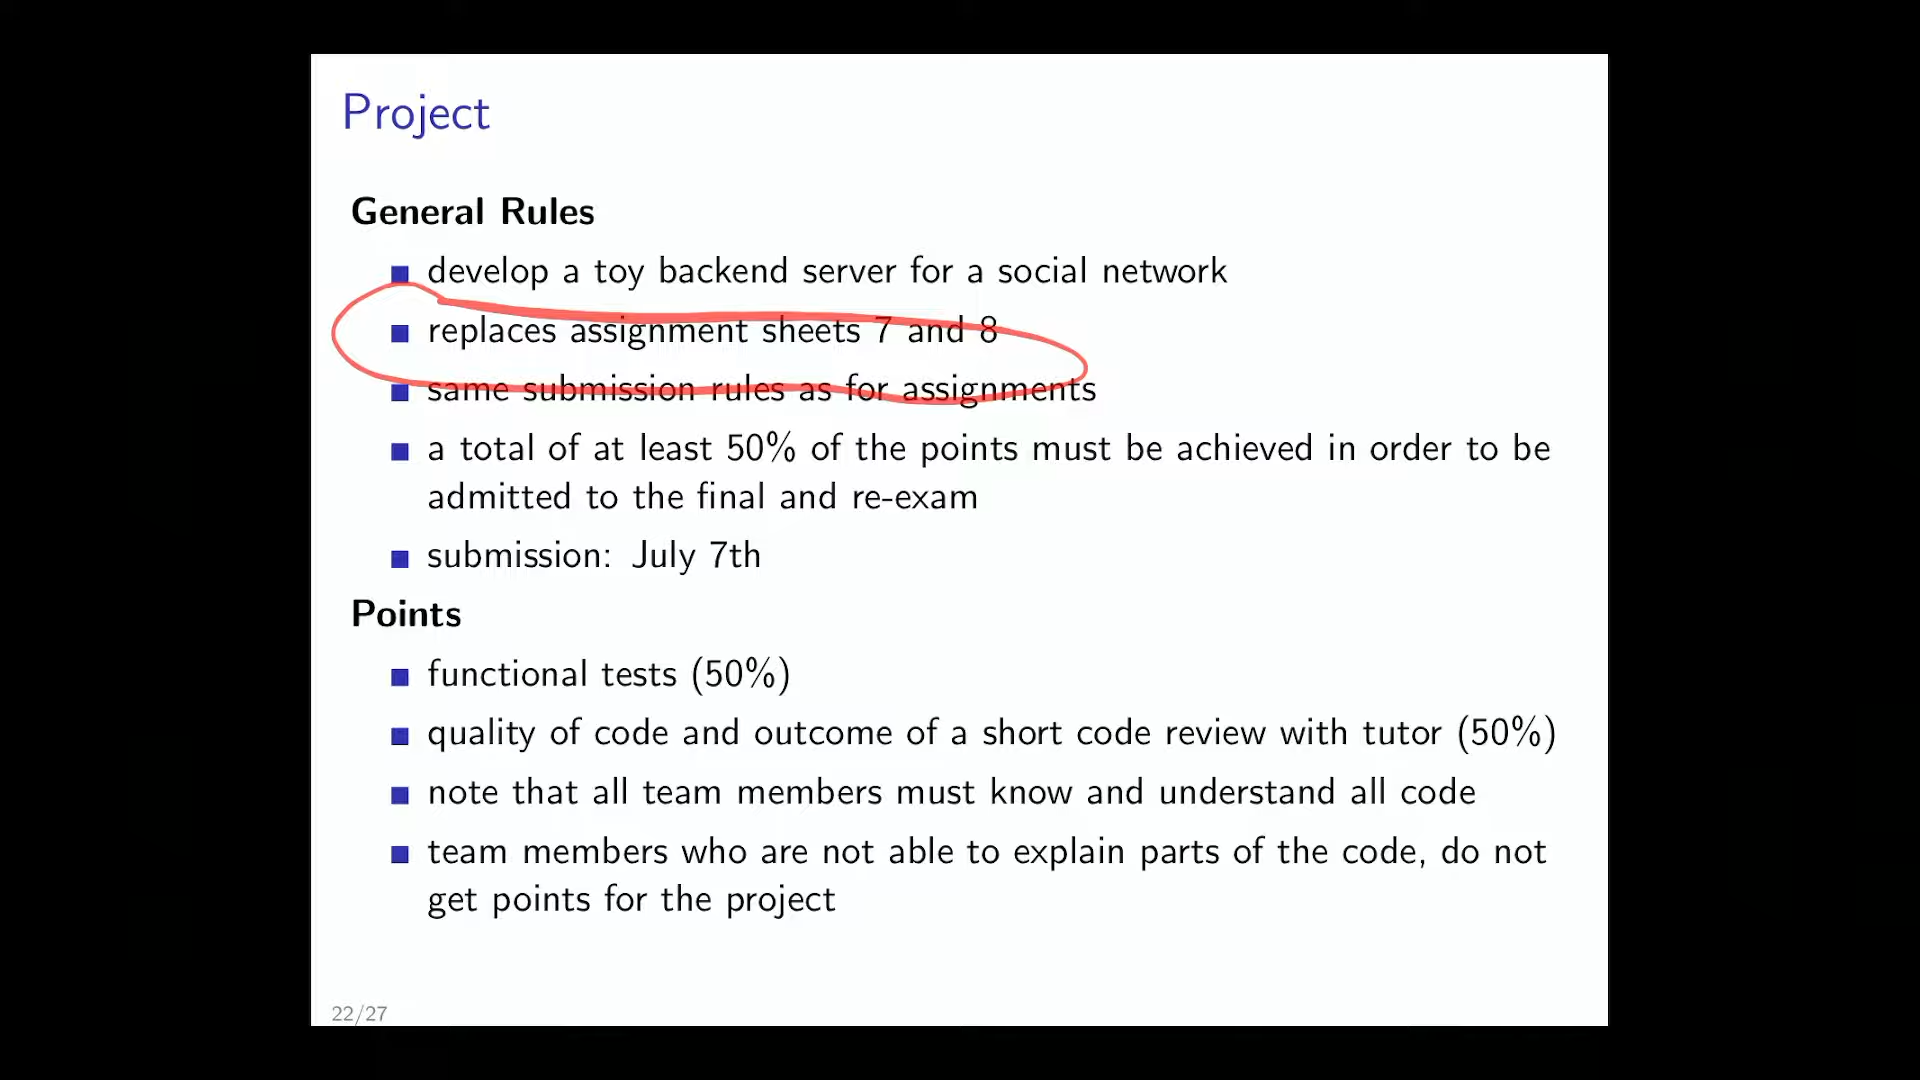 Project
General Rules
develop a toy backend server for a social network
replaces assignment sheets 7 and 8
same submission rules as for assignments
a total of at least 50% of the points must be achieved in order to be
admitted to the final and re-exam
submission: July 7th
Points
functional tests (50%)
quality of code and outcome of a short code review with tutor (50%)
note that all team members must know and understand all code
team members who are not able to explain parts of the code, do not
get points for the project
22/27